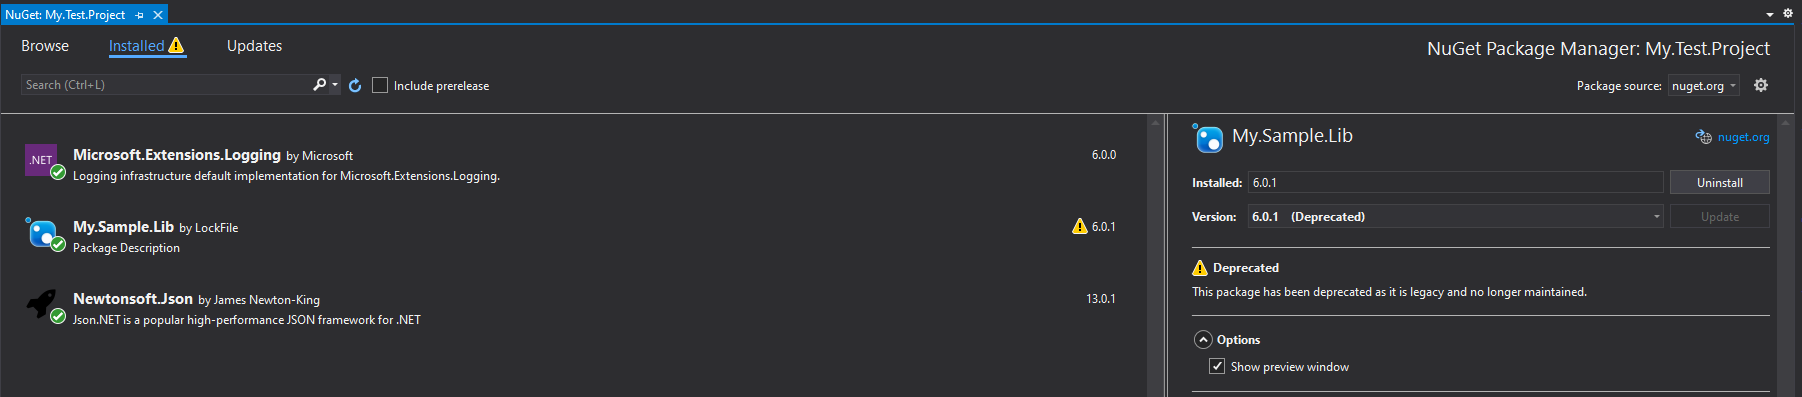 NuGet: My.Test.Project
Browse Installed Updates
NuGet Package Manager: My.Test.Project
Search (Ctrl+L) Include prerelease
Package source: nuget.org
.NET
Microsoft.Extensions.Logging by Microsoft 6.0.0
Logging infrastructure default implementation for Microsoft.Extensions.Logging.
My.Sample.Lib by LockFile 6.0.1
Package Description
Newtonsoft.Json by James Newton-King 13.0.1
Json.NET is a popular high-performance JSON framework for .NET
My.Sample.Lib nuget.org
Installed: 6.0.1 Uninstall
Version: 6.0.1 (Deprecated) Update
Deprecated
This package has been deprecated as it is legacy and no longer maintained.
Options
Show preview window